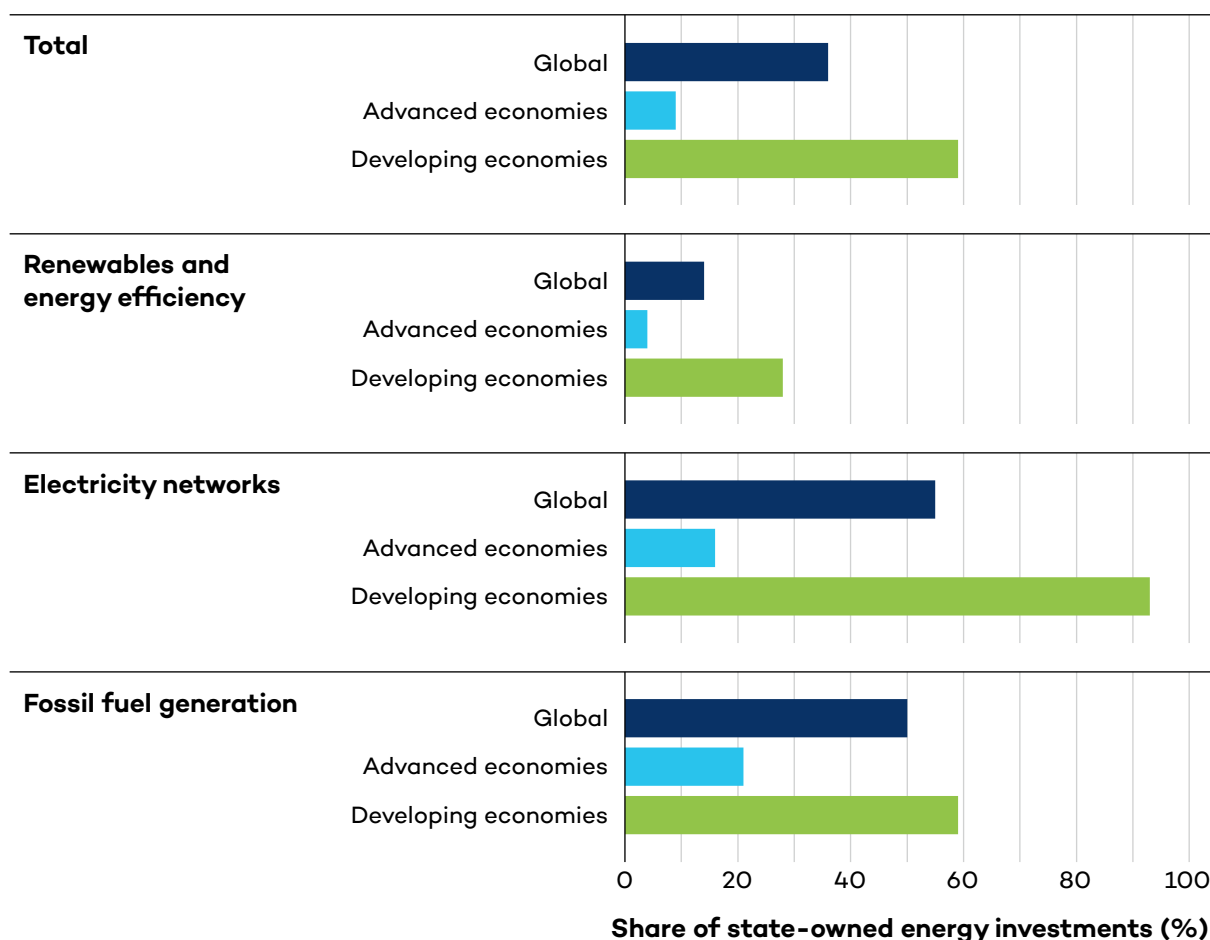 Total
Global
Advanced economies
Developing economies
Renewables and
energy efficiency
Global
Advanced economies
Developing economies
Electricity networks
Global
Advanced economies
Developing economies
Fossil fuel generation
Global
Advanced economies
Developing economies
0 20 40 60 80 100
Share of state-owned energy investments (%)